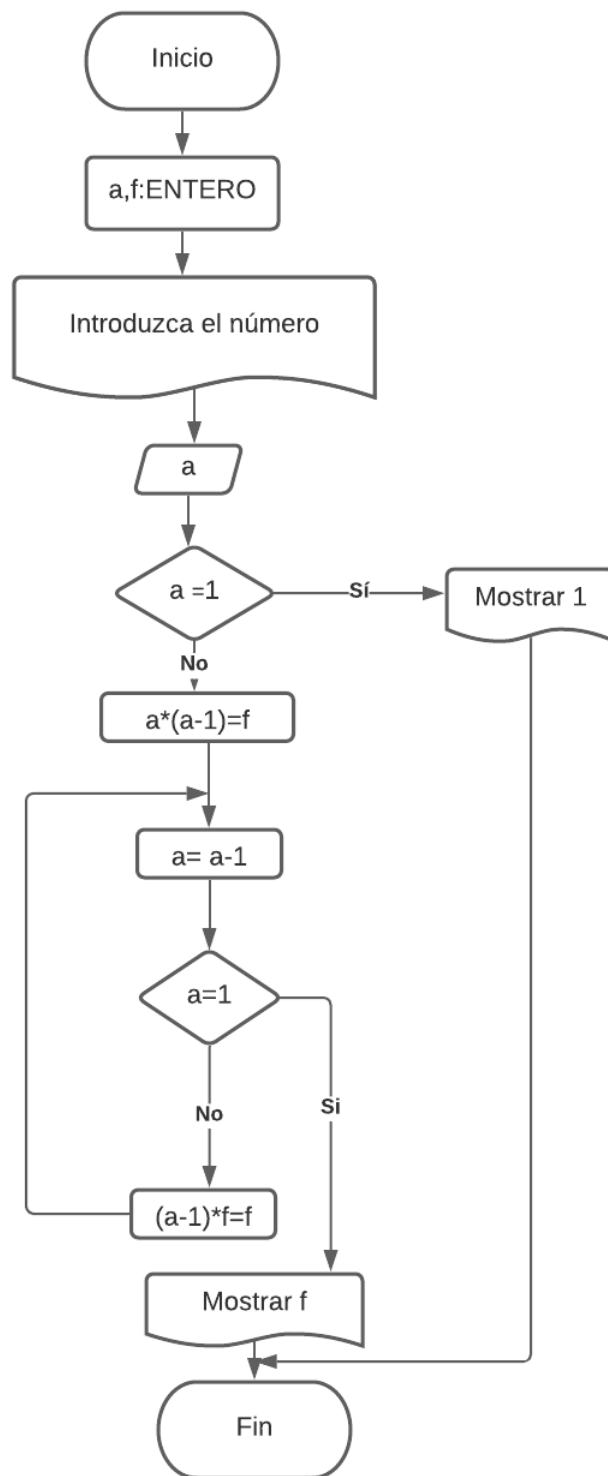 Inicio
a,f:ENTERO
Introduzca el número
a
a =1
Sí
Mostrar 1
No
a*(a-1)=f
a= a-1
a=1
No
Si
(a-1)*f=f
Mostrar f
Fin